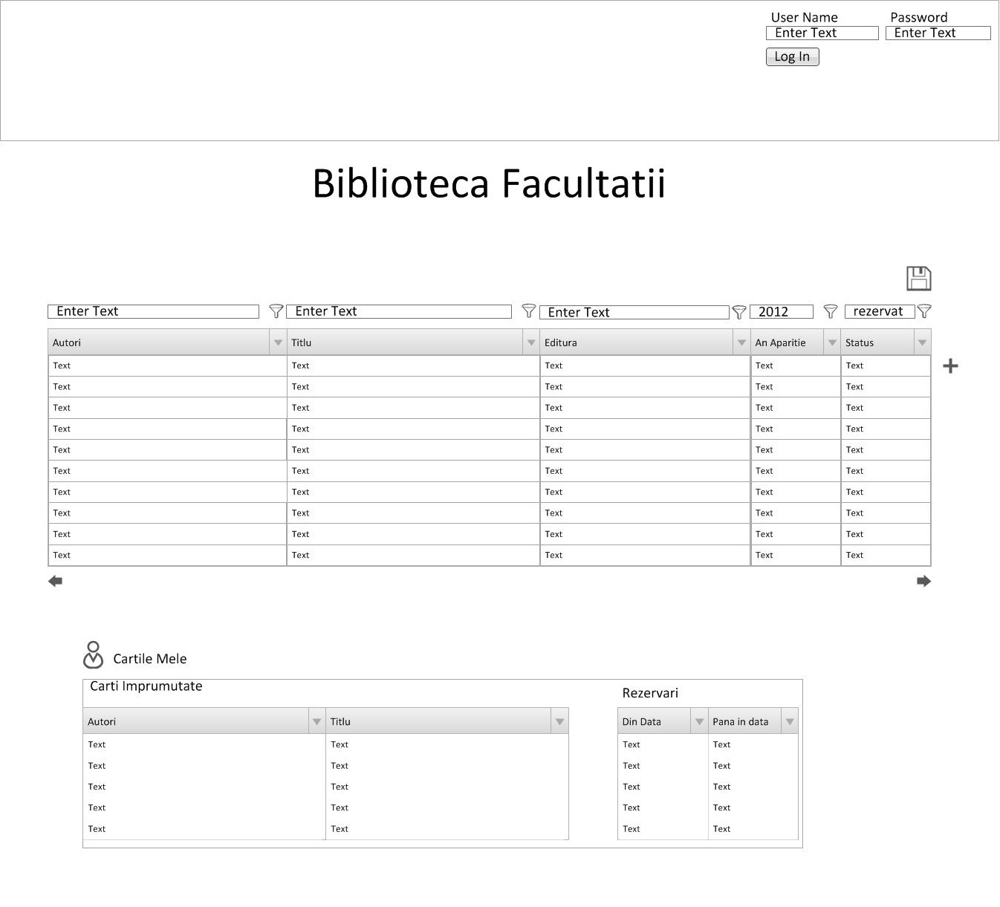 User Name Password
Enter Text Enter Text
Log In
Biblioteca Facultatii
Enter Text Enter Text Enter Text 2012 rezervat
Autori Titlu Editura An Aparitie Status
Text Text Text Text Text
Text Text Text Text Text
Text Text Text Text Text
Text Text Text Text Text
Text Text Text Text Text
Text Text Text Text Text
Text Text Text Text Text
Text Text Text Text Text
Text Text Text Text Text
Text Text Text Text Text
Cartile Mele
Carti Imprumutate
Rezervari
Autori Titlu Din Data Pana in data
Text Text Text Text
Text Text Text Text
Text Text Text Text
Text Text Text Text
Text Text Text Text